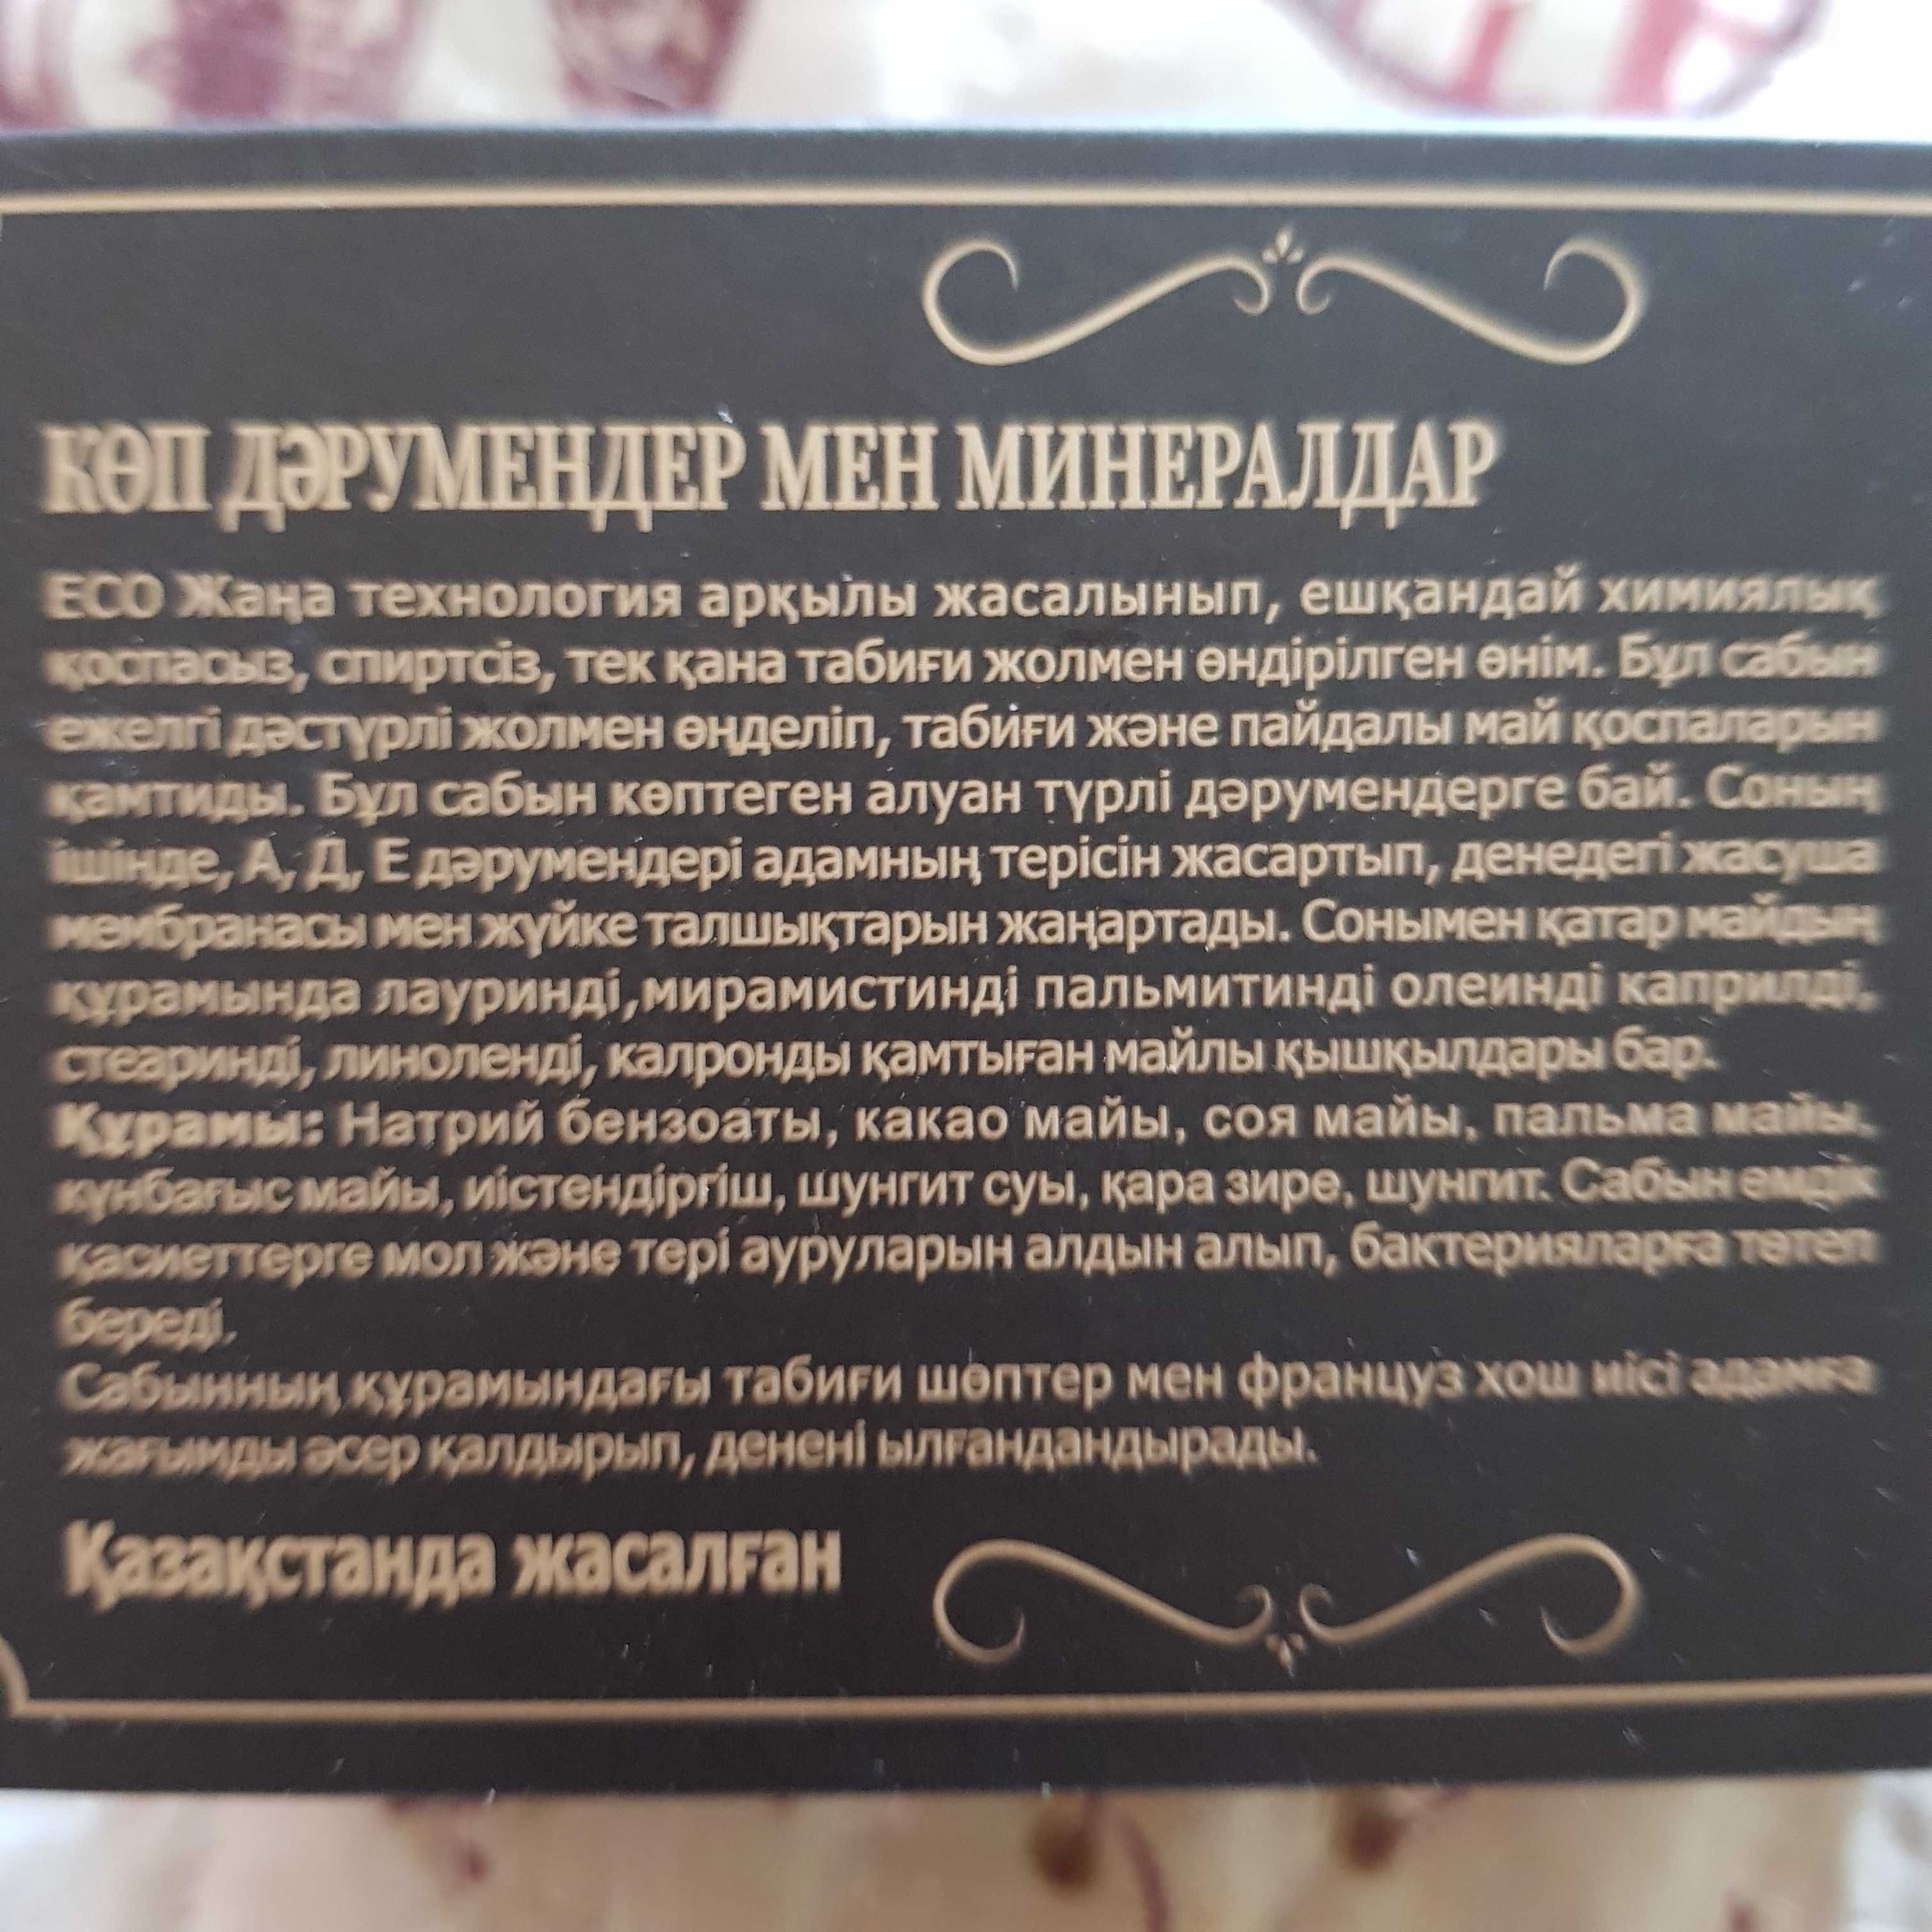 КӨП ДӘРУМЕНДЕР МЕН МИНЕРАЛДАР
ECO Жаңа технология арқылы жасалынып, ешқандай химиялық
қоспасыз, спиртсіз, тек қана табиғи жолмен өндірілген өнім. Бұл сабын
ежелгі дәстүрлі жолмен өңделіп, табиғи және пайдалы май қоспаларын
қамтиды. Бұл сабын көптеген алуан түрлі дәрумендерге бай. Соның
ішінде, А, Д, Е дәрумендері адамның терісін жасартып, денедегі жасуша
мембранасы мен жүйке талшықтарын жаңартады. Сонымен қатар майдың
құрамында лауринді,мирамистинді пальмитинді олеинді каприлді,
стеаринді, линоленді, калронды қамтыған майлы қышқылдары бар.
Құрамы: Натрий бензоаты, какао майы, соя майы, пальма майы,
күнбағыс майы, иістендіргіш, шунгит суы, қара зире, шунгит. Сабын емдік
қасиеттерге мол және тері ауруларын алдын алып, бактерияларға төтеп
береді.
Сабынның құрамындағы табиғи шөптер мен француз хош иісі адамға
жағымды әсер қалдырып, денені ылғандандырады.
Қазақстанда жасалған